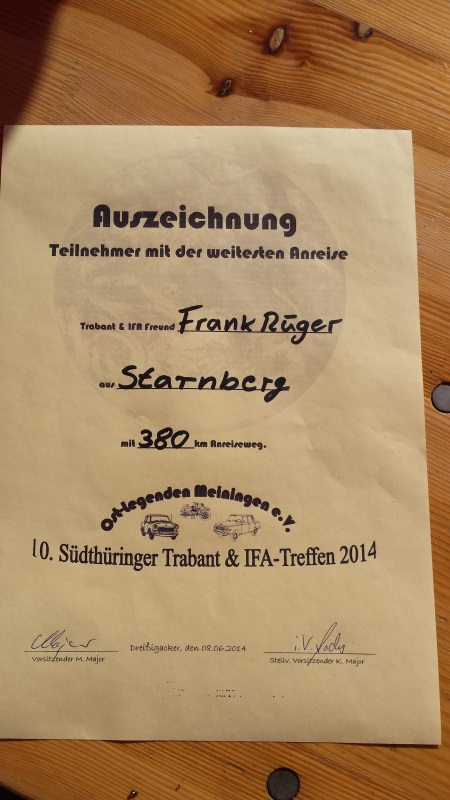 Auszeichnung
Teilnehmer mit der weitesten Anreise
Trabant & IFA Freund Frank Rüger
aus Starnberg
mit 380 km Anreiseweg.
Ost-Legenden Meiningen e.V.
10. Südthüringer Trabant & IFA-Treffen 2014
Dreißigacker, den 08.06.2014
Major
i.V.
Vorsitzender M. Major
Stellv. Vorsitzender K. Major